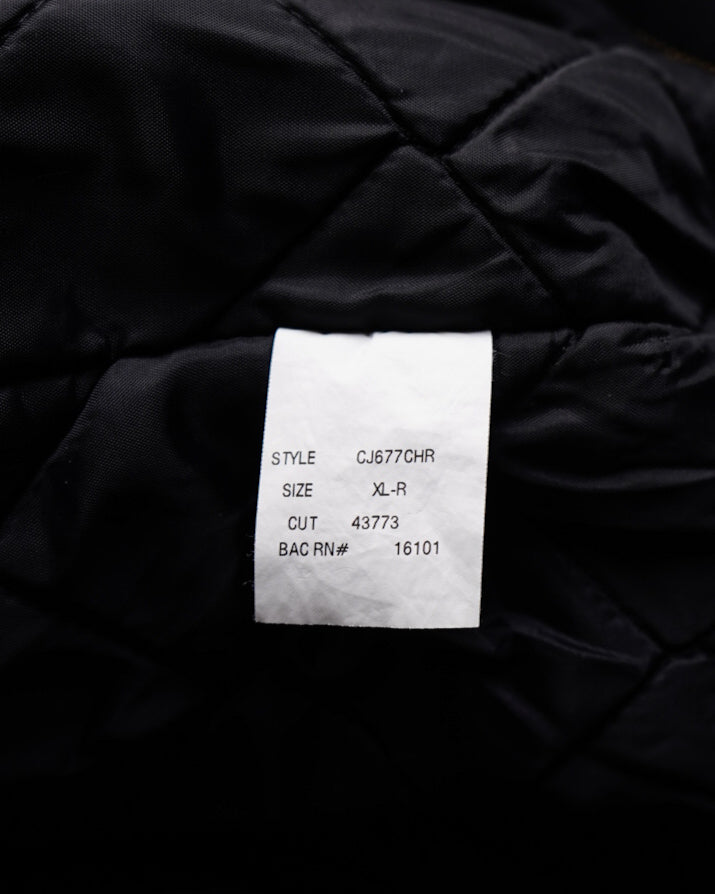 STYLE CJ677CHR
SIZE XL-R
CUT 43773
BAC RN# 16101